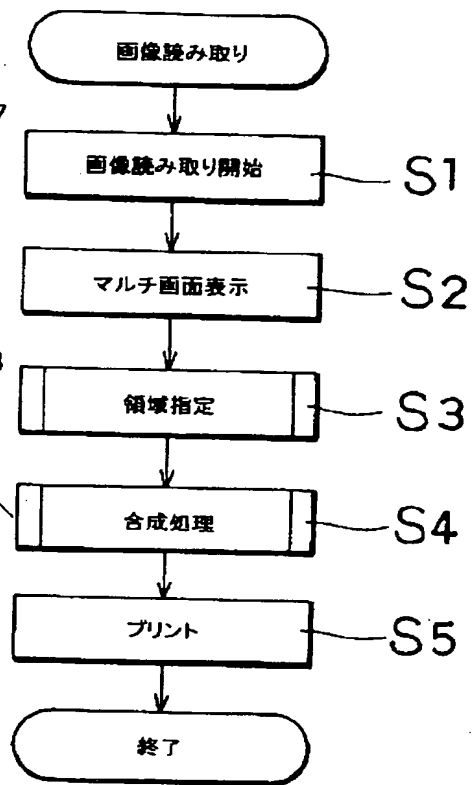 画像読み取り
画像読み取り開始
S1
マルチ画面表示
S2
領域指定
S3
合成処理
S4
プリント
S5
終了